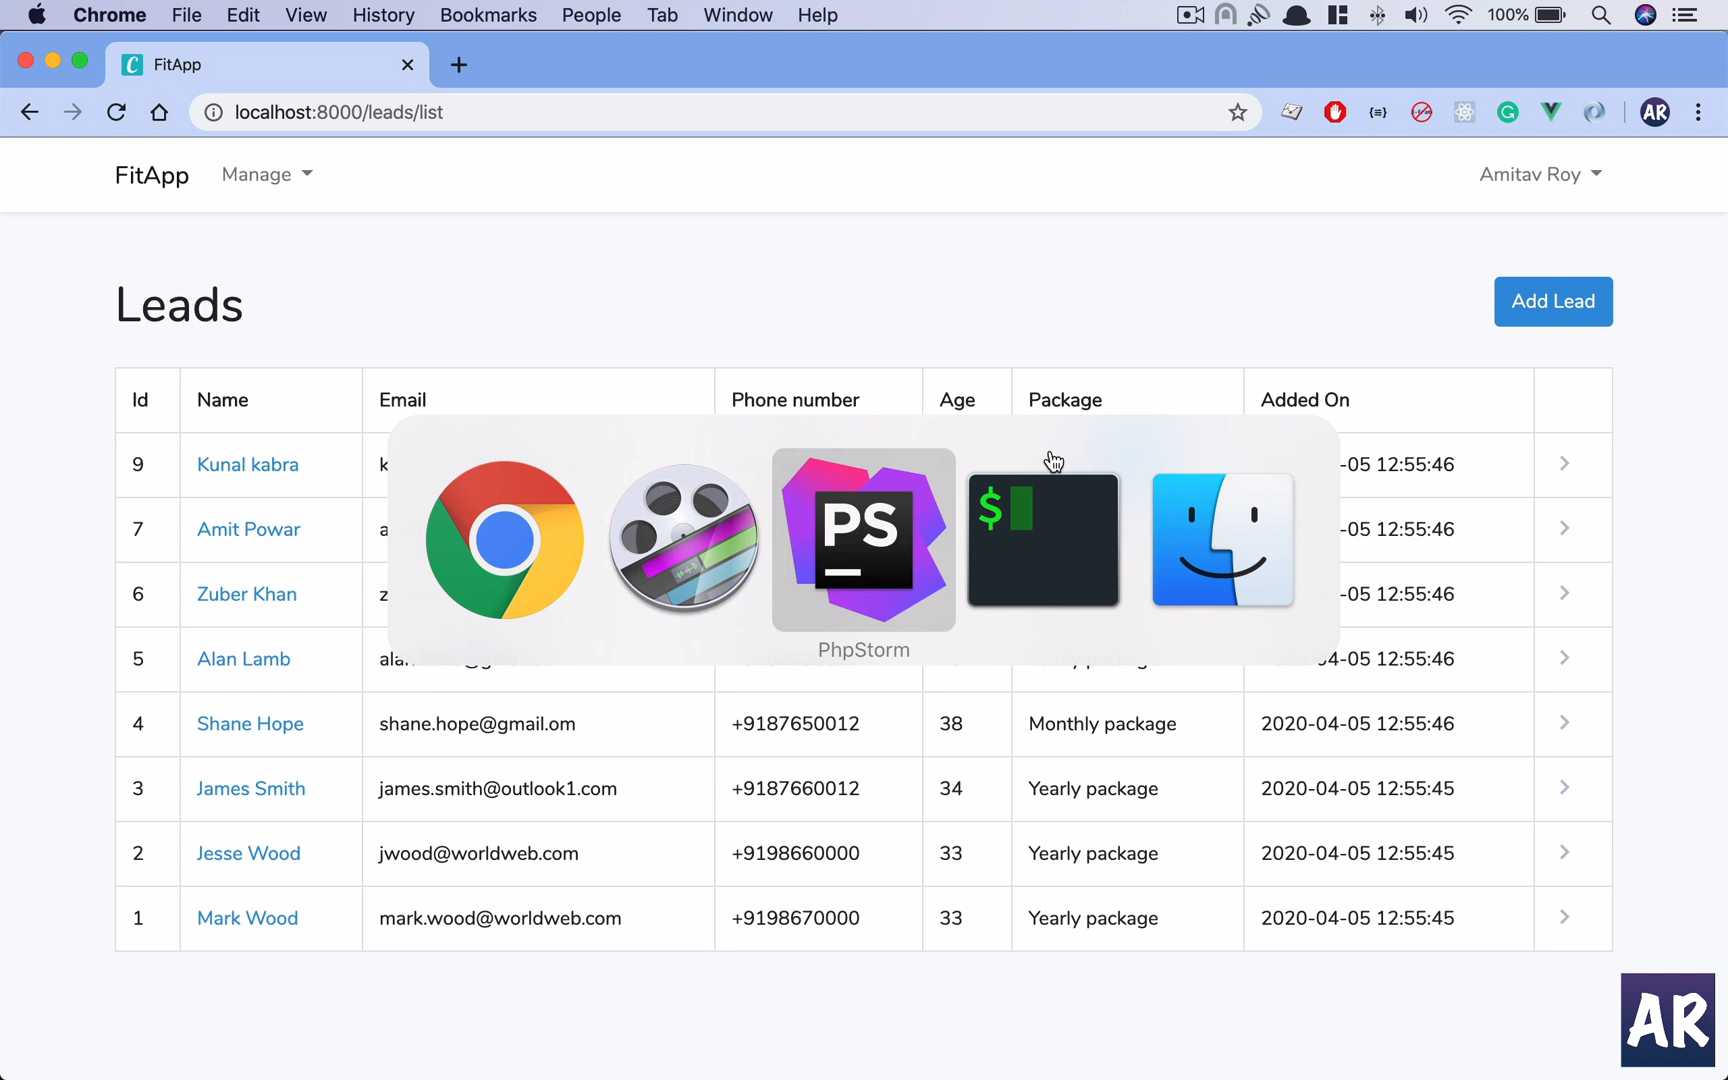 Chrome File Edit View History Bookmarks People Tab Window Help 100%
FitApp
localhost:8000/leads/list
AR
FitApp Manage Amitav Roy
Leads Add Lead
Id Name Email Phone number Age Package Added On
9 Kunal kabra k -05 12:55:46
7 Amit Powar a -05 12:55:46
6 Zuber Khan z -05 12:55:46
5 Alan Lamb 4-05 12:55:46
PS
$
PhpStorm
4 Shane Hope shane.hope@gmail.om +9187650012 38 Monthly package 2020-04-05 12:55:46
3 James Smith james.smith@outlook1.com +9187660012 34 Yearly package 2020-04-05 12:55:45
2 Jesse Wood jwood@worldweb.com +9198660000 33 Yearly package 2020-04-05 12:55:45
1 Mark Wood mark.wood@worldweb.com +9198670000 33 Yearly package 2020-04-05 12:55:45
AR